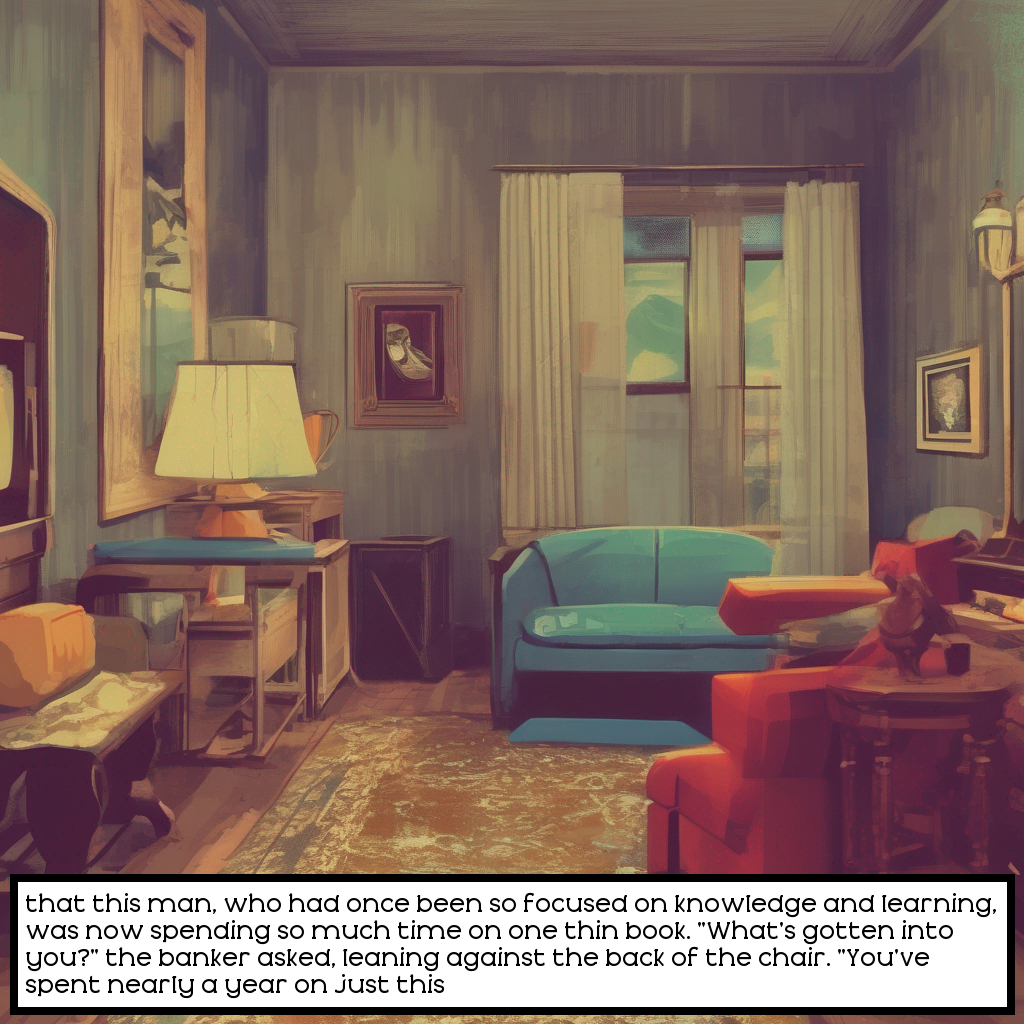 that this man, who had once been so focused on knowledge and learning,
was now spending so much time on one thin book. "What's gotten into
you?" the banker asked, leaning against the back of the chair. "You've
spent nearly a year on just this